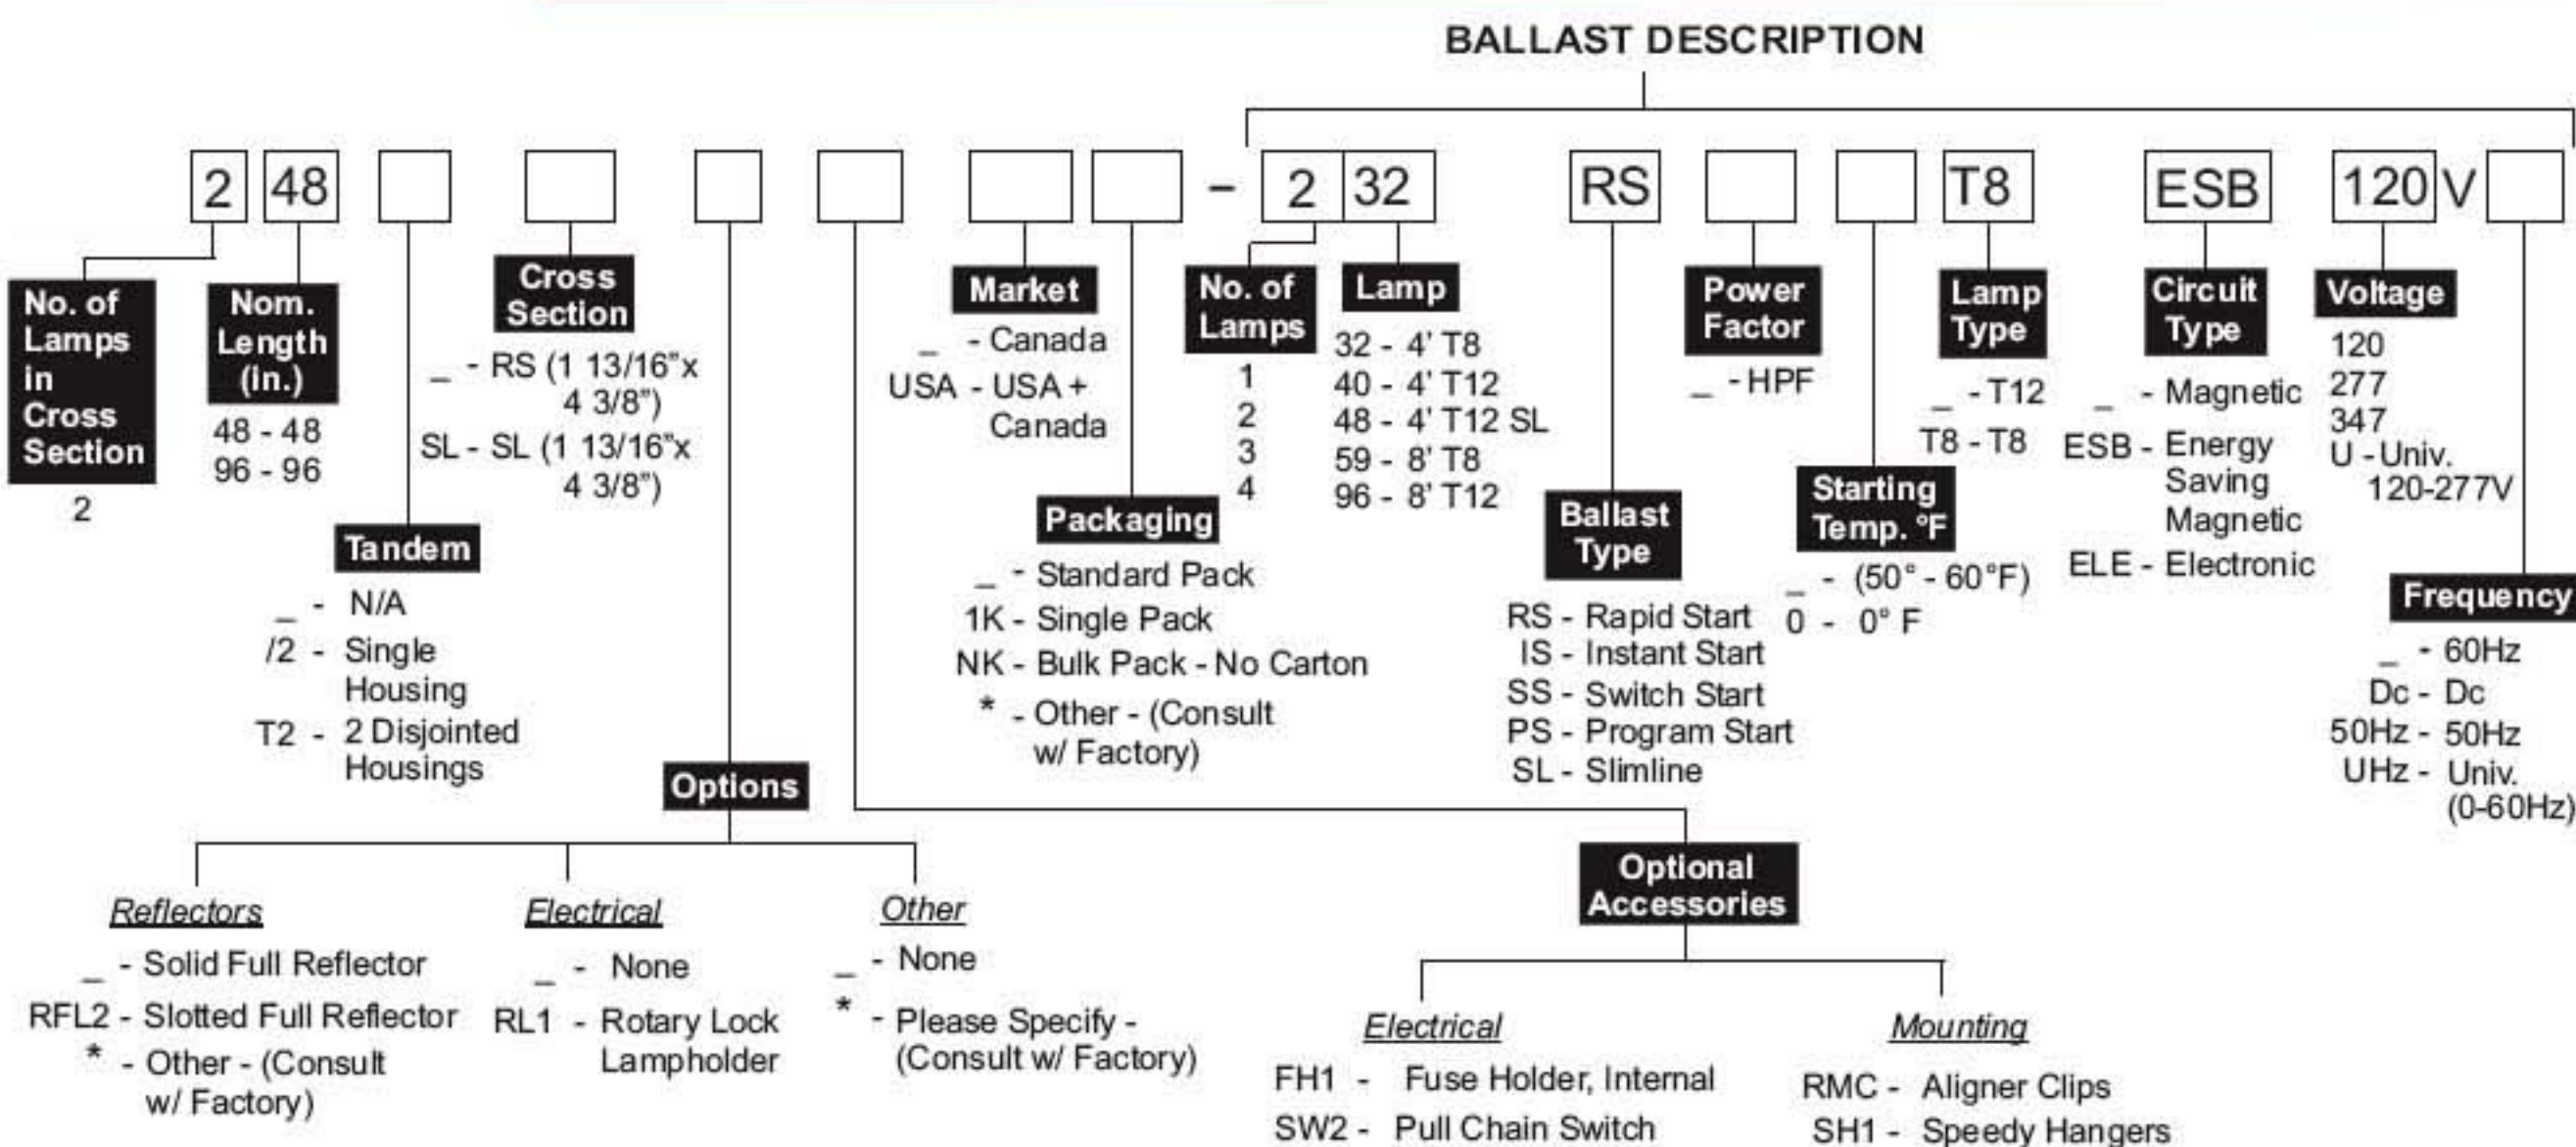 BALLAST DESCRIPTION
2 48 – 2 32 RS T8 ESB 120 V
No. of
Lamps
in
Cross
Section
2
Nom.
Length
(in.)
48 - 48
96 - 96
Tandem
_ - N/A
/2 - Single
Housing
T2 - 2 Disjointed
Housings
Cross
Section
_ - RS (1 13/16”x
4 3/8”)
SL - SL (1 13/16”x
4 3/8”)
Options
Reflectors
_ - Solid Full Reflector
RFL2 - Slotted Full Reflector
* - Other - (Consult
w/ Factory)
Electrical
_ - None
RL1 - Rotary Lock
Lampholder
Other
_ - None
* - Please Specify -
(Consult w/ Factory)
Market
_ - Canada
USA - USA +
Canada
Packaging
_ - Standard Pack
1K - Single Pack
NK - Bulk Pack - No Carton
* - Other - (Consult
w/ Factory)
No. of
Lamps
1
2
3
4
Lamp
32 - 4' T8
40 - 4' T12
48 - 4' T12 SL
59 - 8' T8
96 - 8' T12
Ballast
Type
RS - Rapid Start
IS - Instant Start
SS - Switch Start
PS - Program Start
SL - Slimline
Power
Factor
_ - HPF
Starting
Temp. °F
_ - (50° - 60°F)
0 - 0° F
Lamp
Type
_ - T12
T8 - T8
Circuit
Type
_ - Magnetic
ESB - Energy
Saving
Magnetic
ELE - Electronic
Voltage
120
277
347
U - Univ.
120-277V
Frequency
_ - 60Hz
Dc - Dc
50Hz - 50Hz
UHz - Univ.
(0-60Hz)
Optional
Accessories
Electrical
FH1 - Fuse Holder, Internal
SW2 - Pull Chain Switch
Mounting
RMC - Aligner Clips
SH1 - Speedy Hangers